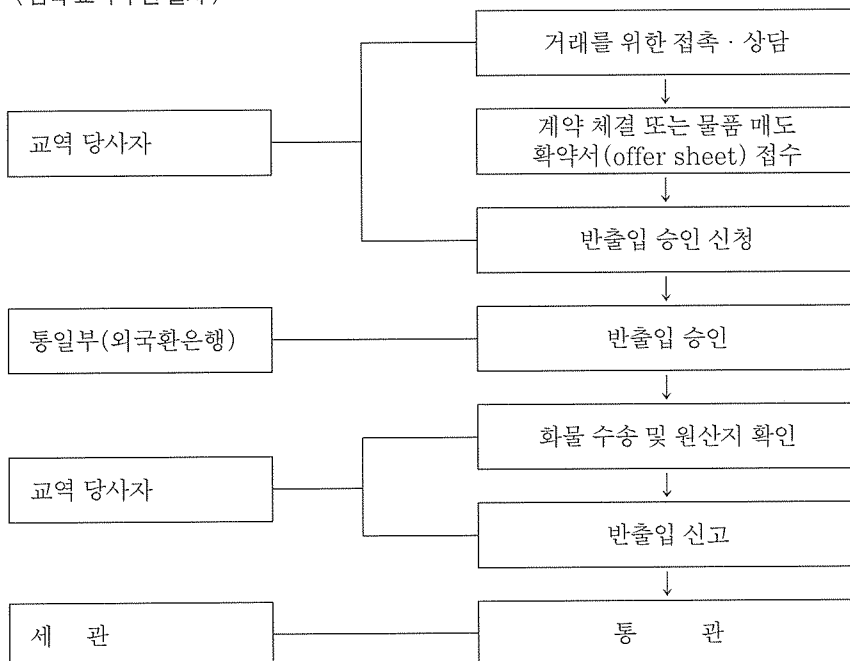 거래를 위한 접촉 · 상담
교역 당사자
계약 체결 또는 물품 매도
확약서(offer sheet) 접수
반출입 승인 신청
통일부(외국환은행)
반출입 승인
화물 수송 및 원산지 확인
교역 당사자
반출입 신고
세 관
통 관